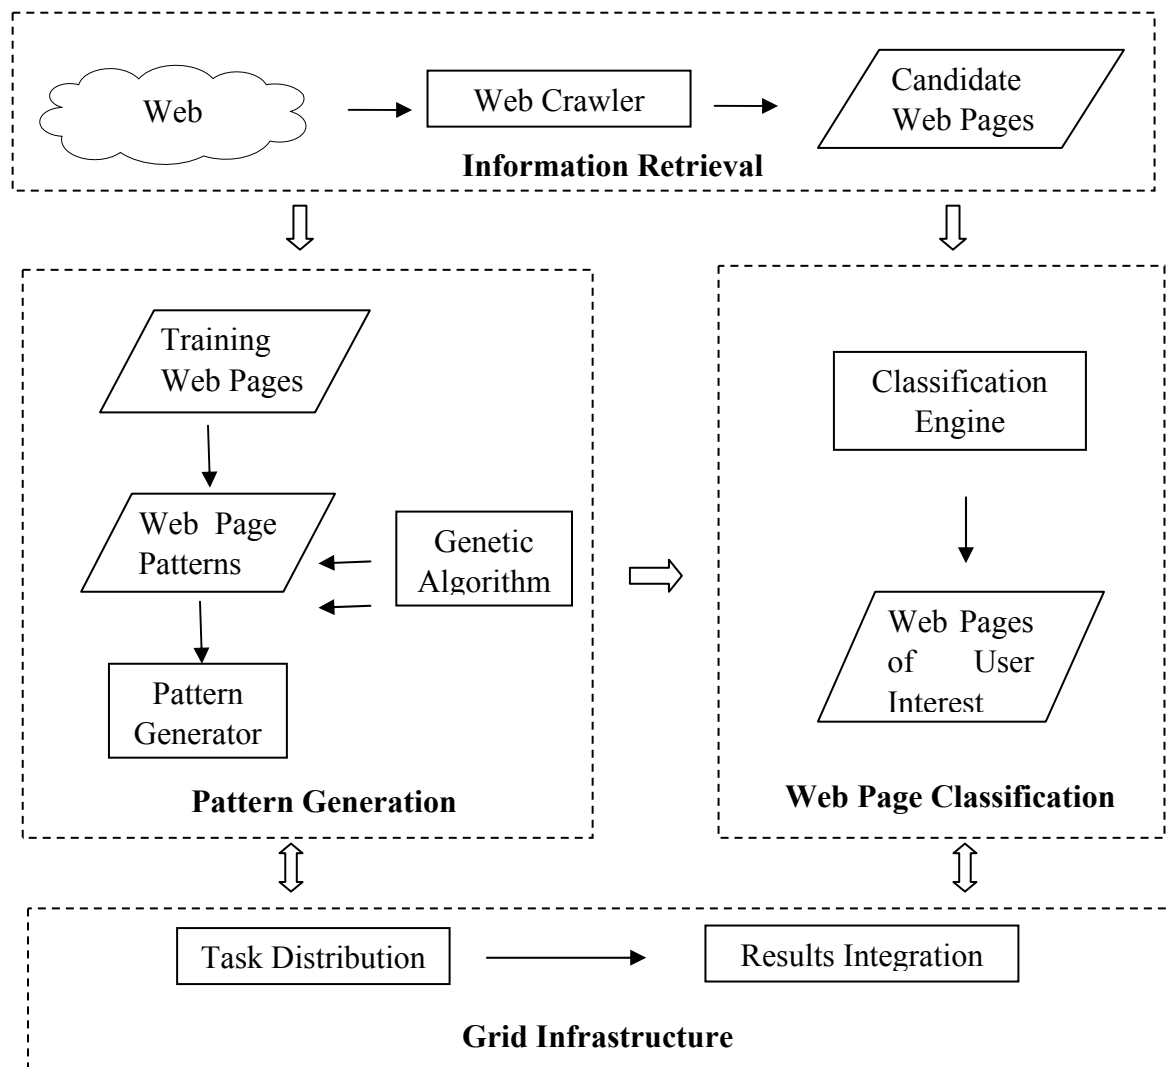 Web
Web Crawler
Candidate
Web Pages
Information Retrieval
Training
Web Pages
Web Page
Patterns
Genetic
Algorithm
Pattern
Generator
Pattern Generation
Classification
Engine
Web Pages
of User
Interest
Web Page Classification
Task Distribution
Results Integration
Grid Infrastructure